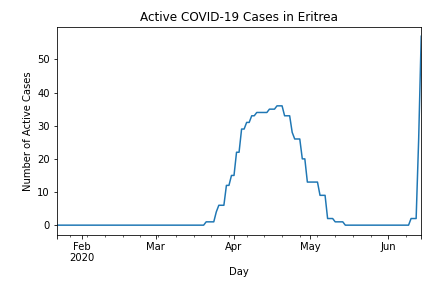 Active COVID-19 Cases in Eritrea
Number of Active Cases
50
40
30
20
10
0
Feb Mar Apr May Jun
2020
Day